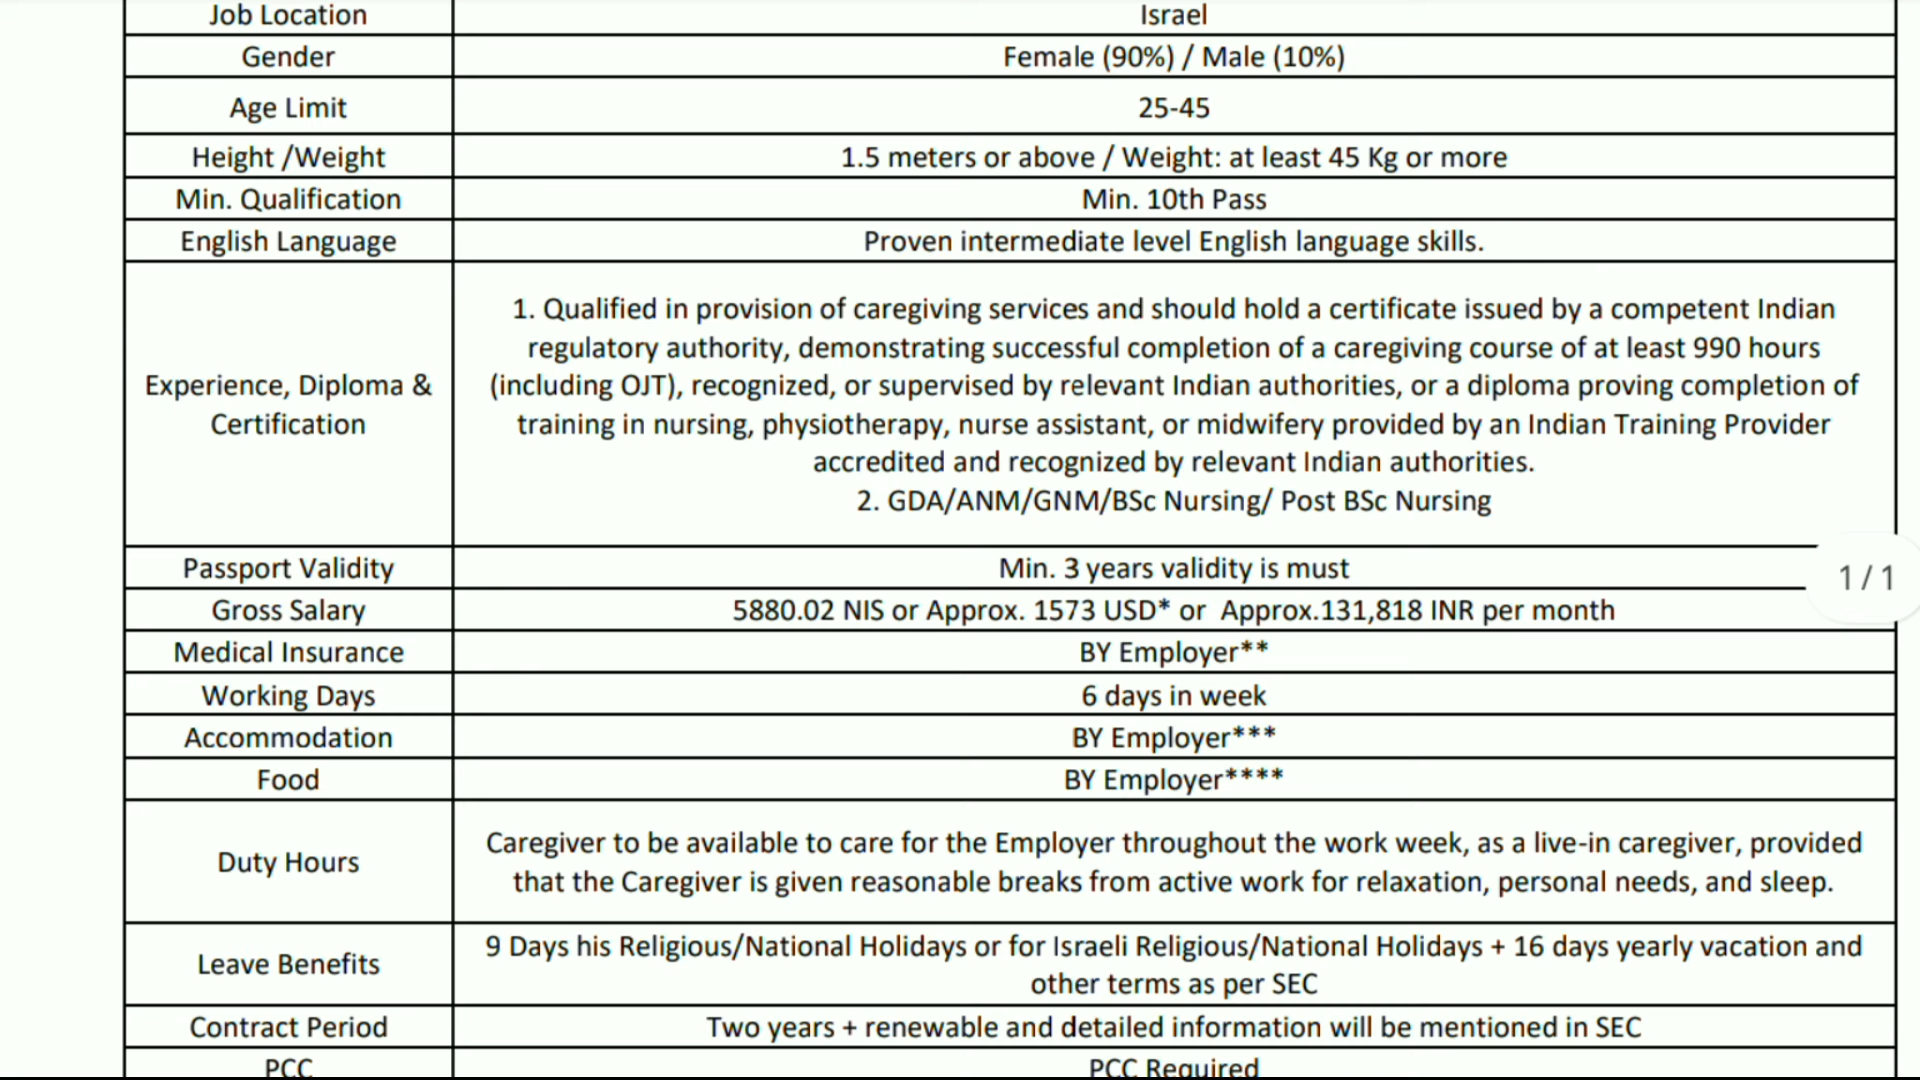 Job Location Israel
Gender Female (90%) / Male (10%)
Age Limit 25-45
Height /Weight 1.5 meters or above / Weight: at least 45 Kg or more
Min. Qualification Min. 10th Pass
English Language Proven intermediate level English language skills.
Experience, Diploma &
Certification
1. Qualified in provision of caregiving services and should hold a certificate issued by a competent Indian
regulatory authority, demonstrating successful completion of a caregiving course of at least 990 hours
(including OJT), recognized, or supervised by relevant Indian authorities, or a diploma proving completion of
training in nursing, physiotherapy, nurse assistant, or midwifery provided by an Indian Training Provider
accredited and recognized by relevant Indian authorities.
2. GDA/ANM/GNM/BSc Nursing/ Post BSc Nursing
Passport Validity Min. 3 years validity is must
1 / 1
Gross Salary 5880.02 NIS or Approx. 1573 USD* or Approx.131,818 INR per month
Medical Insurance BY Employer**
Working Days 6 days in week
Accommodation BY Employer***
Food BY Employer****
Duty Hours
Caregiver to be available to care for the Employer throughout the work week, as a live-in caregiver, provided
that the Caregiver is given reasonable breaks from active work for relaxation, personal needs, and sleep.
Leave Benefits
9 Days his Religious/National Holidays or for Israeli Religious/National Holidays + 16 days yearly vacation and
other terms as per SEC
Contract Period Two years + renewable and detailed information will be mentioned in SEC
PCC PCC Required